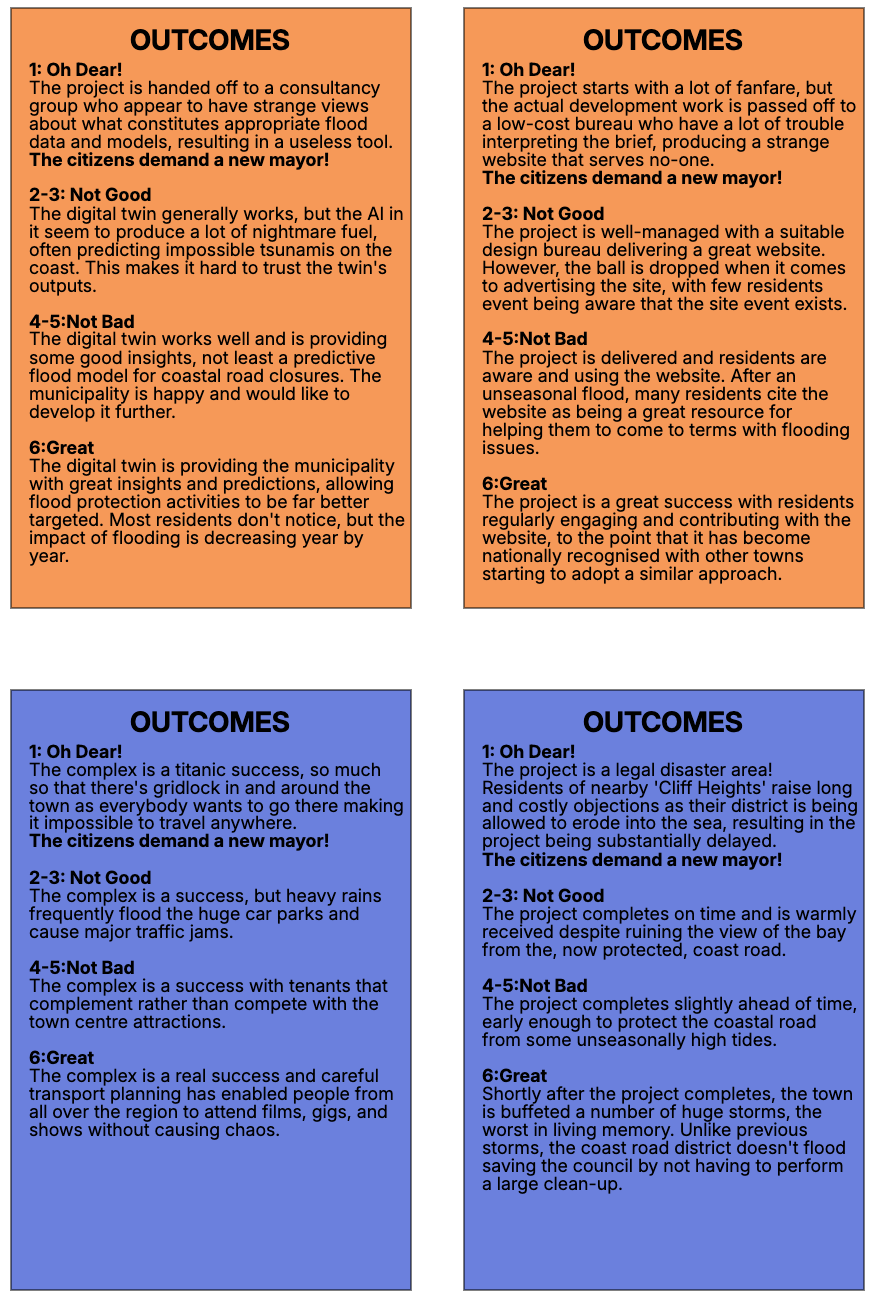 OUTCOMES
1: Oh Dear!
The project is handed off to a consultancy
group who appear to have strange views
about what constitutes appropriate flood
data and models, resulting in a useless tool.
The citizens demand a new mayor!
2-3: Not Good
The digital twin generally works, but the AI in
it seem to produce a lot of nightmare fuel,
often predicting impossible tsunamis on the
coast. This makes it hard to trust the twin's
outputs.
4-5:Not Bad
The digital twin works well and is providing
some good insights, not least a predictive
flood model for coastal road closures. The
municipality is happy and would like to
develop it further.
6:Great
The digital twin is providing the municipality
with great insights and predictions, allowing
flood protection activities to be far better
targeted. Most residents don't notice, but the
impact of flooding is decreasing year by
year.
OUTCOMES
1: Oh Dear!
The project starts with a lot of fanfare, but
the actual development work is passed off to
a low-cost bureau who have a lot of trouble
interpreting the brief, producing a strange
website that serves no-one.
The citizens demand a new mayor!
2-3: Not Good
The project is well-managed with a suitable
design bureau delivering a great website.
However, the ball is dropped when it comes
to advertising the site, with few residents
event being aware that the site event exists.
4-5:Not Bad
The project is delivered and residents are
aware and using the website. After an
unseasonal flood, many residents cite the
website as being a great resource for
helping them to come to terms with flooding
issues.
6:Great
The project is a great success with residents
regularly engaging and contributing with the
website, to the point that it has become
nationally recognised with other towns
starting to adopt a similar approach.
OUTCOMES
1: Oh Dear!
The complex is a titanic success, so much
so that there's gridlock in and around the
town as everybody wants to go there making
it impossible to travel anywhere.
The citizens demand a new mayor!
2-3: Not Good
The complex is a success, but heavy rains
frequently flood the huge car parks and
cause major traffic jams.
4-5:Not Bad
The complex is a success with tenants that
complement rather than compete with the
town centre attractions.
6:Great
The complex is a real success and careful
transport planning has enabled people from
all over the region to attend films, gigs, and
shows without causing chaos.
OUTCOMES
1: Oh Dear!
The project is a legal disaster area!
Residents of nearby 'Cliff Heights' raise long
and costly objections as their district is being
allowed to erode into the sea, resulting in the
project being substantially delayed.
The citizens demand a new mayor!
2-3: Not Good
The project completes on time and is warmly
received despite ruining the view of the bay
from the, now protected, coast road.
4-5:Not Bad
The project completes slightly ahead of time,
early enough to protect the coastal road
from some unseasonally high tides.
6:Great
Shortly after the project completes, the town
is buffeted a number of huge storms, the
worst in living memory. Unlike previous
storms, the coast road district doesn't flood
saving the council by not having to perform
a large clean-up.